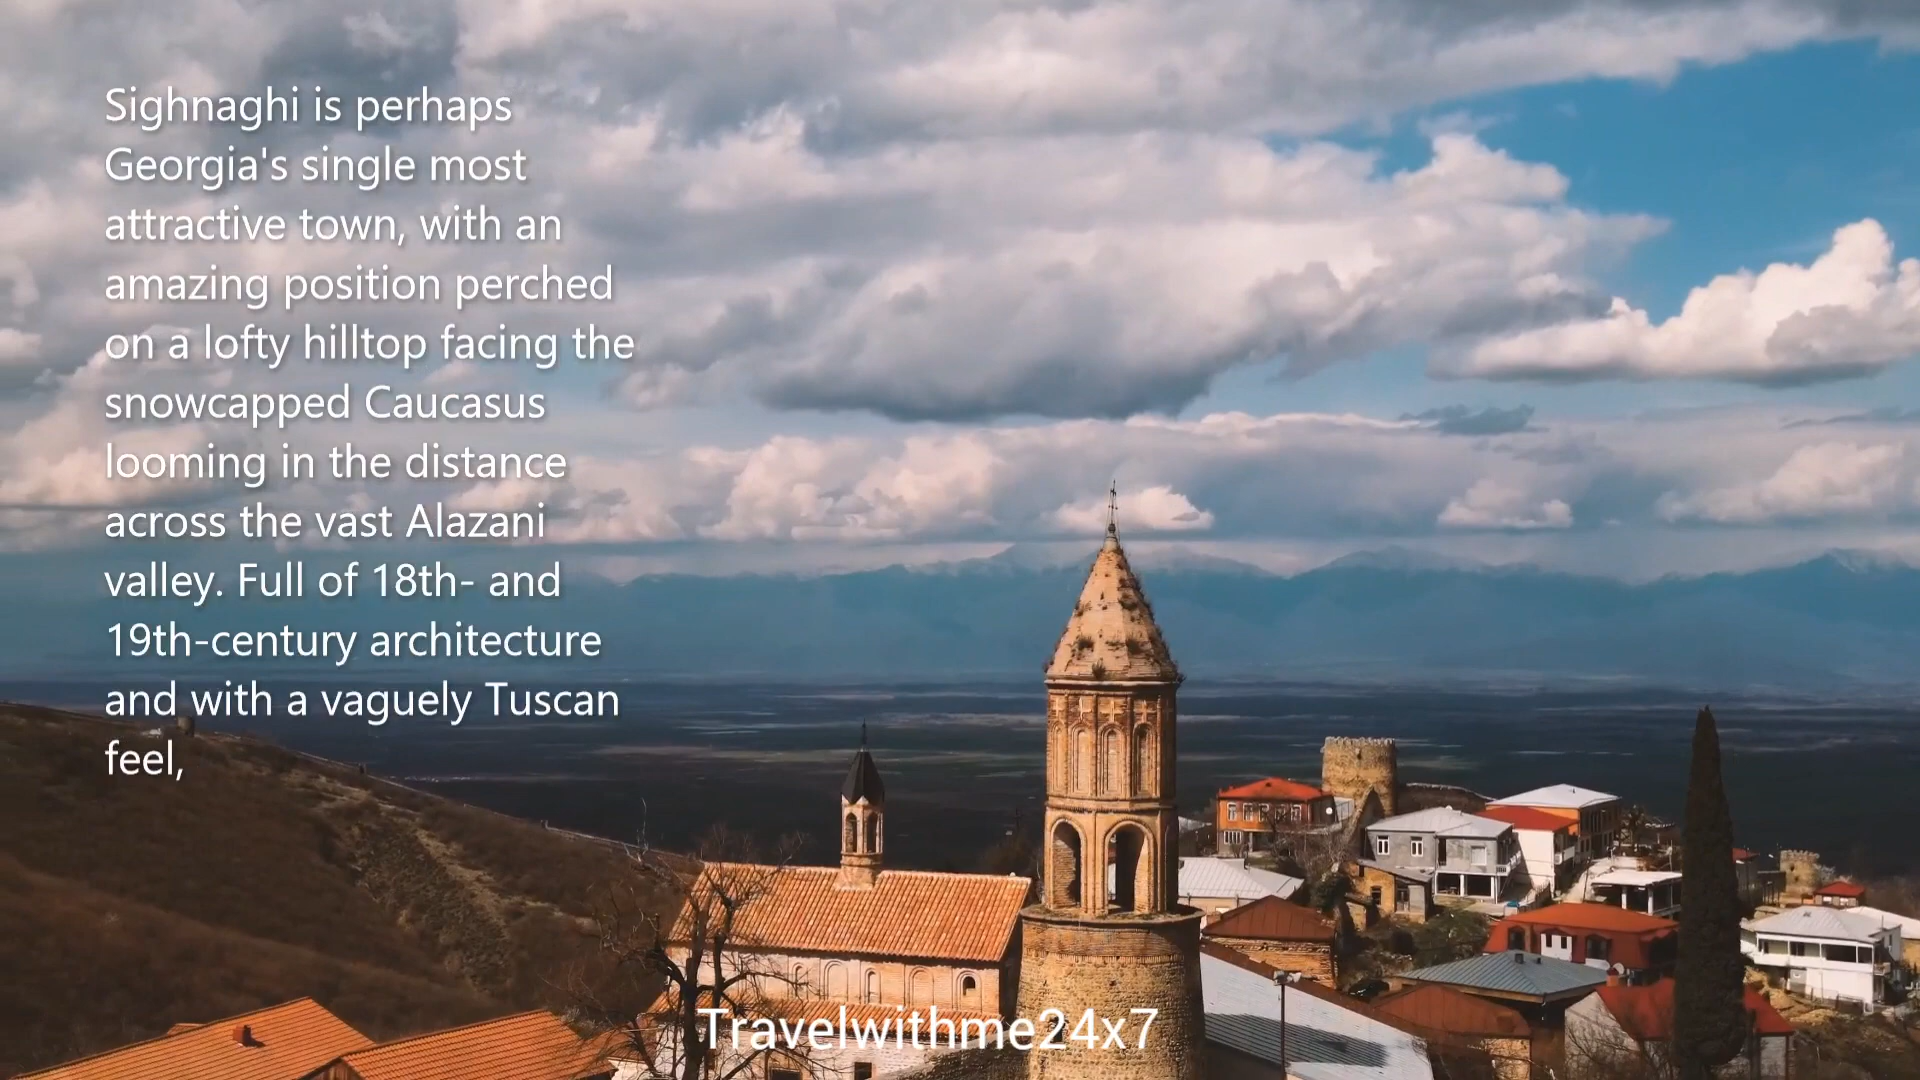 Sighnaghi is perhaps
Georgia's single most
attractive town, with an
amazing position perched
on a lofty hilltop facing the
snowcapped Caucasus
looming in the distance
across the vast Alazani
valley. Full of 18th- and
19th-century architecture
and with a vaguely Tuscan
feel,
Travelwithme24x7